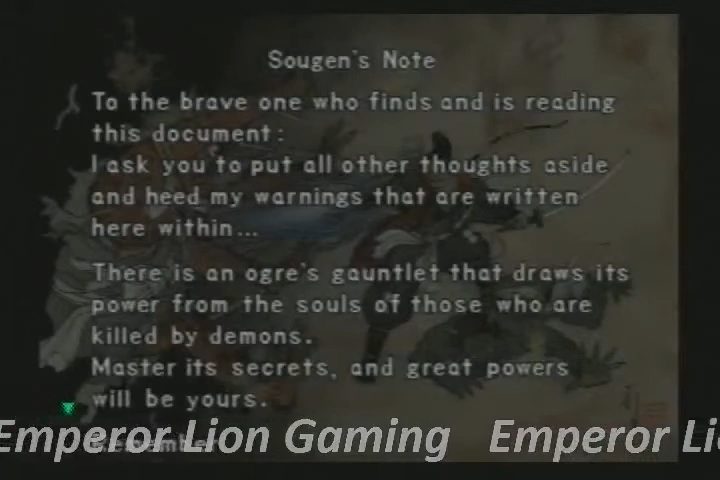 Sougen's Note
To the brave one who finds and is reading
this document:
I ask you to put all other thoughts aside
and heed my warnings that are written
here within...
There is an ogre's gauntlet that draws its
power from the souls of those who are
killed by demons.
Master its secrets, and great powers
will be yours.
Remember
Emperor Lion Gaming Emperor Li